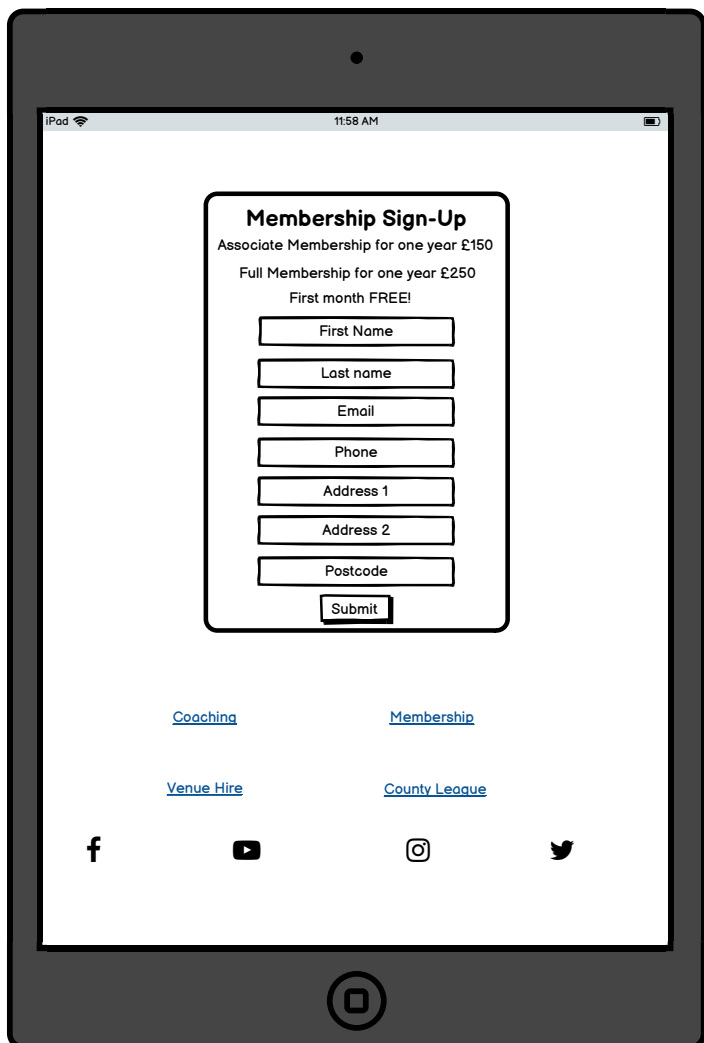 iPad 11:58 AM
Membership Sign-Up
Associate Membership for one year £150
Full Membership for one year £250
First month FREE!
First Name
Last name
Email
Phone
Address 1
Address 2
Postcode
Submit
Coaching Membership
Venue Hire County League